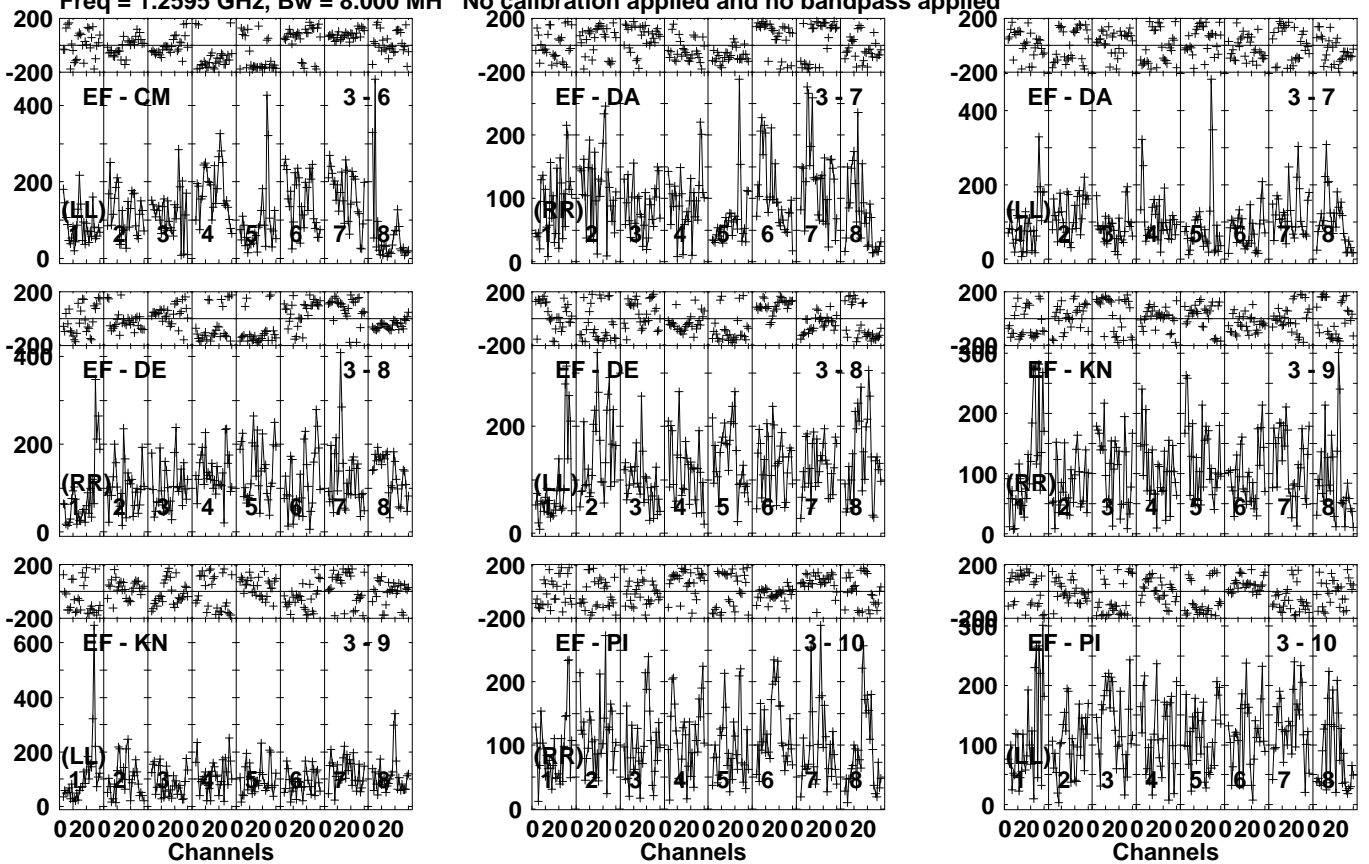 Freq = 1.2595 GHz, Bw = 8.000 MH No calibration applied and no bandpass applied
200 200 200
-200 -200 -200
EF - CM 3 - 6 EF - DA 3 - 7 EF - DA 3 - 7
400 400
200 200 200
100
(LL) (RR) (LL)
1 2 3 4 5 6 7 8 1 2 3 4 5 6 7 8 1 2 3 4 5 6 7 8
0 0 0
200 200 200
-200 -200 -200
400 300
EF - DE 3 - 8 EF - DE 3 - 8 EF - KN 3 - 9
200 200 200
100
(RR) (LL) (RR)
1 2 3 4 5 6 7 8 1 2 3 4 5 6 7 8 1 2 3 4 5 6 7 8
0 0 0
200 200 200
-200 -200 -200
300
EF - KN 3 - 9 EF - PI 3 - 10 EF - PI 3 - 10
600
400 200 200
200 100 100
(LL) (RR) (LL)
1 2 3 4 5 6 7 8 1 2 3 4 5 6 7 8 1 2 3 4 5 6 7 8
0 0 0
0 20 0 20 0 20 0 20 0 20 0 20 0 20 0 20 0 20 0 20 0 20 0 20 0 20 0 20 0 20 0 20 0 20 0 20 0 20 0 20 0 20 0 20 0 20 0 20
Channels Channels Channels